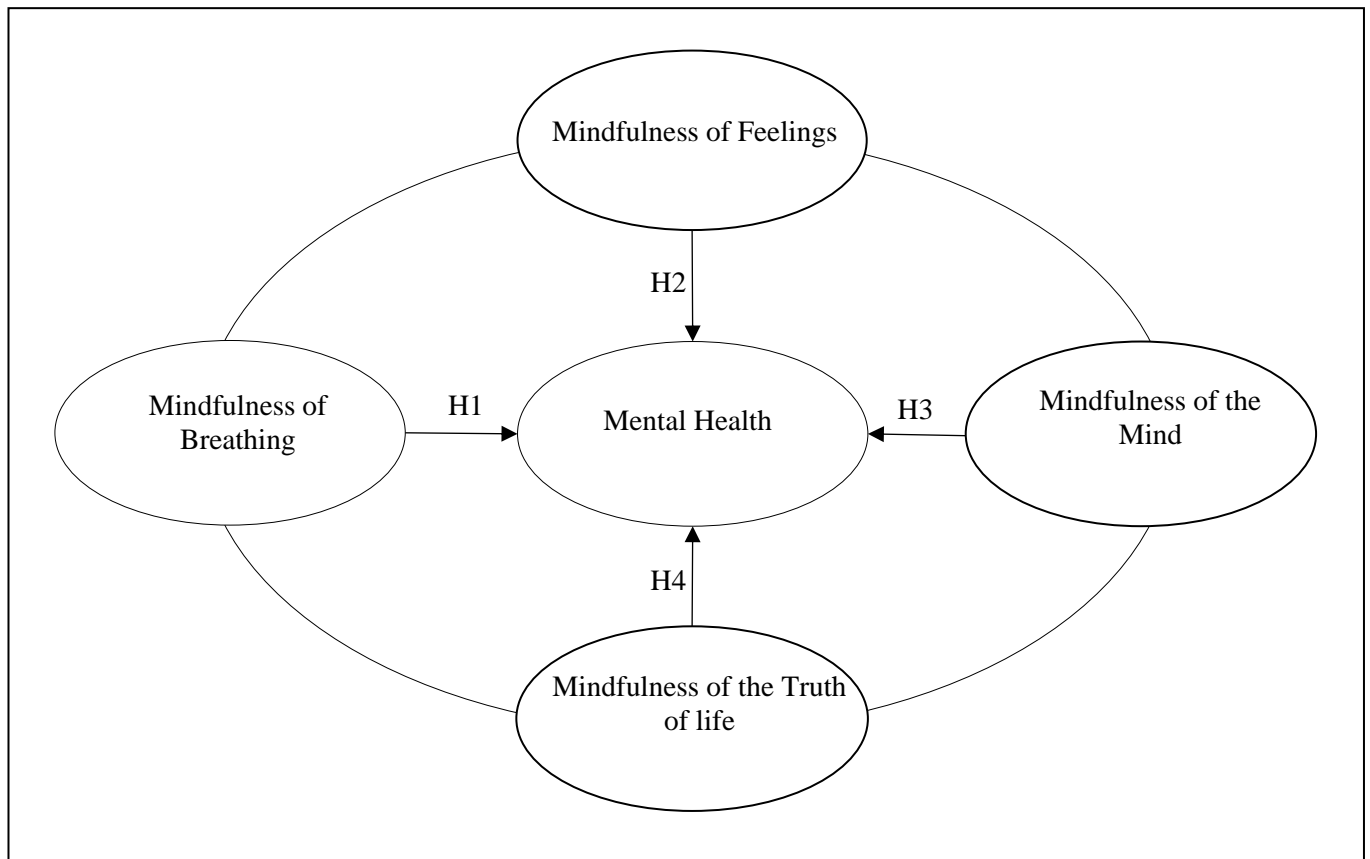 Mindfulness of Feelings
H2
Mindfulness of
Breathing
H1
Mental Health
H3
Mindfulness of the
Mind
H4
Mindfulness of the Truth
of life